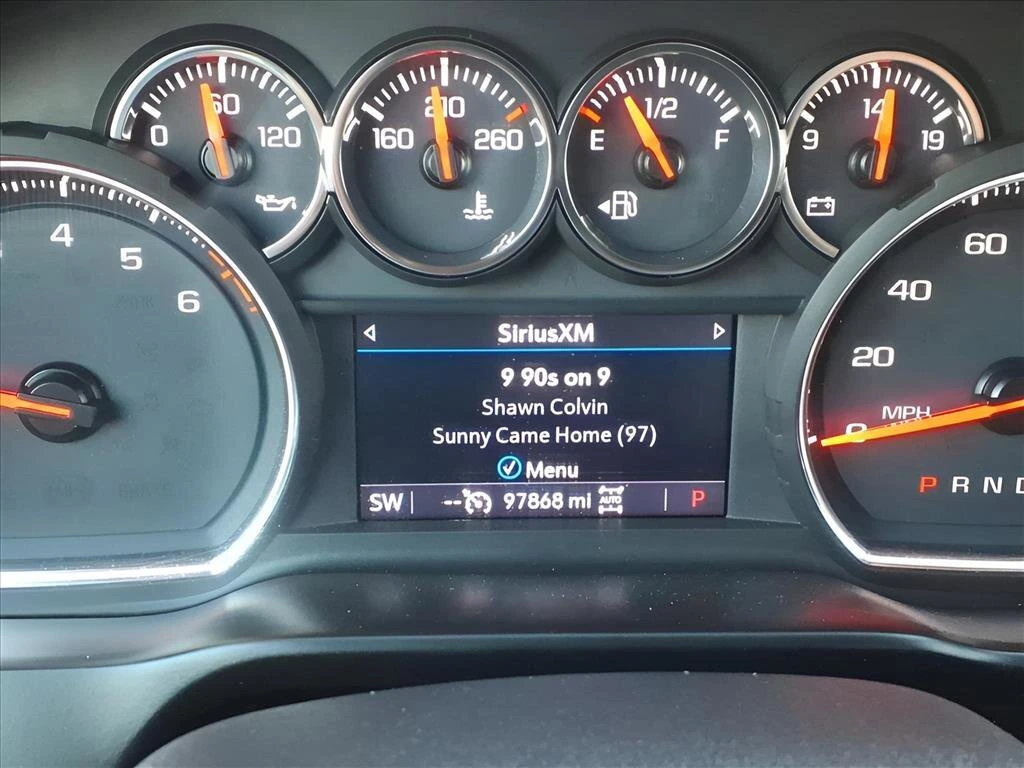 0 60 120
160 210 260
E 1/2 F
9 14 19
4 5 6
SiriusXM
9 90s on 9
Shawn Colvin
Sunny Came Home (97)
Menu
SW -- 97868 mi AUTO P
60
40
20
MPH
0
P R N D